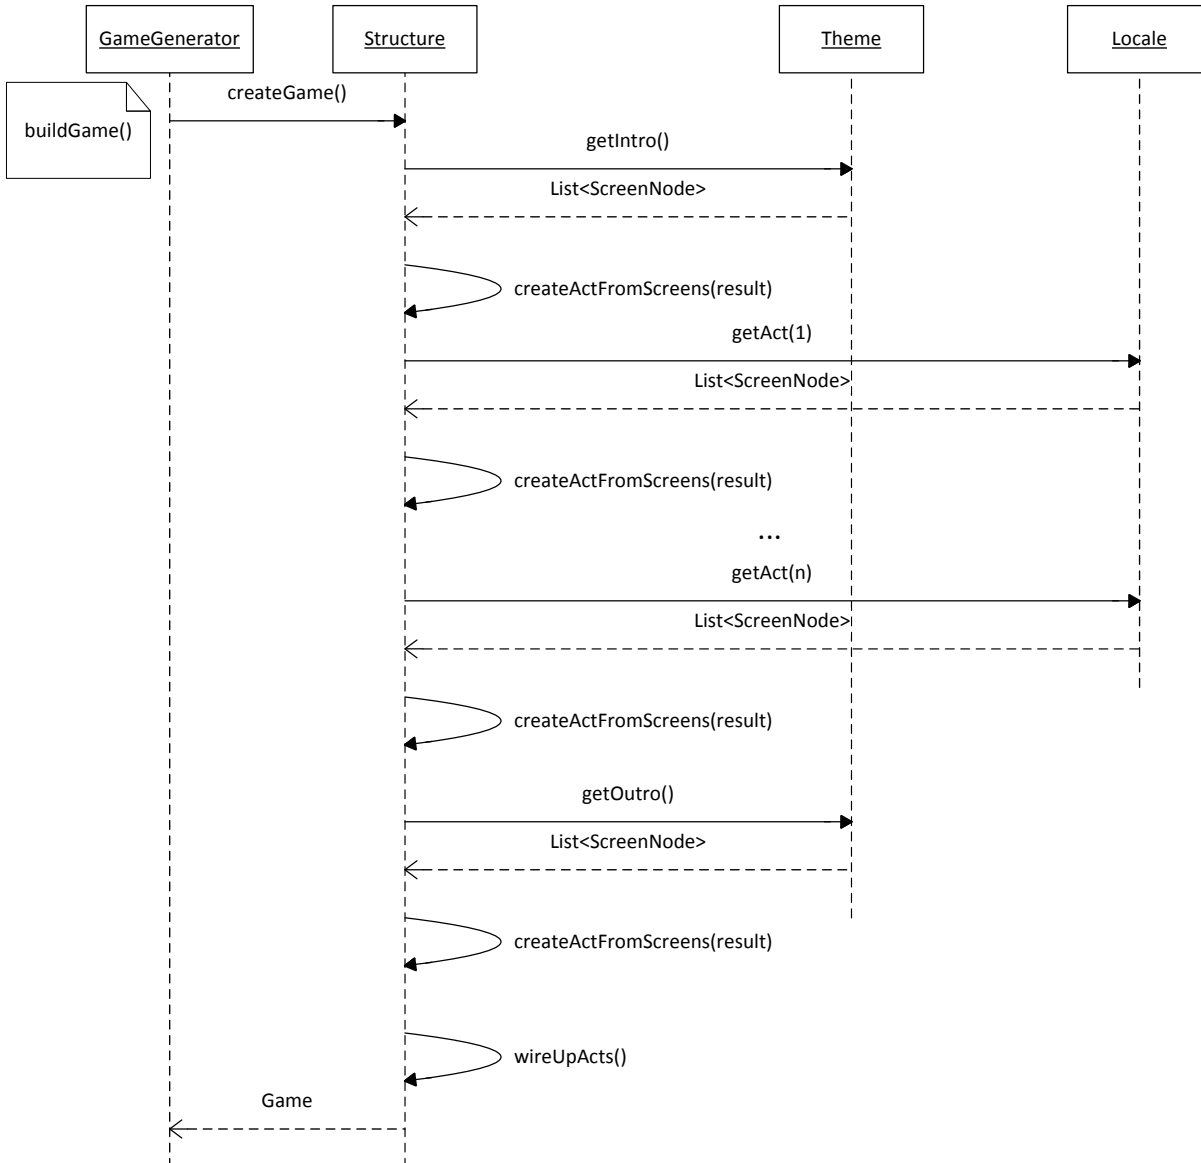 GameGenerator
Structure
Theme
Locale
createGame()
buildGame()
getIntro()
List<ScreenNode>
createActFromScreens(result)
getAct(1)
List<ScreenNode>
createActFromScreens(result)
...
getAct(n)
List<ScreenNode>
createActFromScreens(result)
getOutro()
List<ScreenNode>
createActFromScreens(result)
wireUpActs()
Game